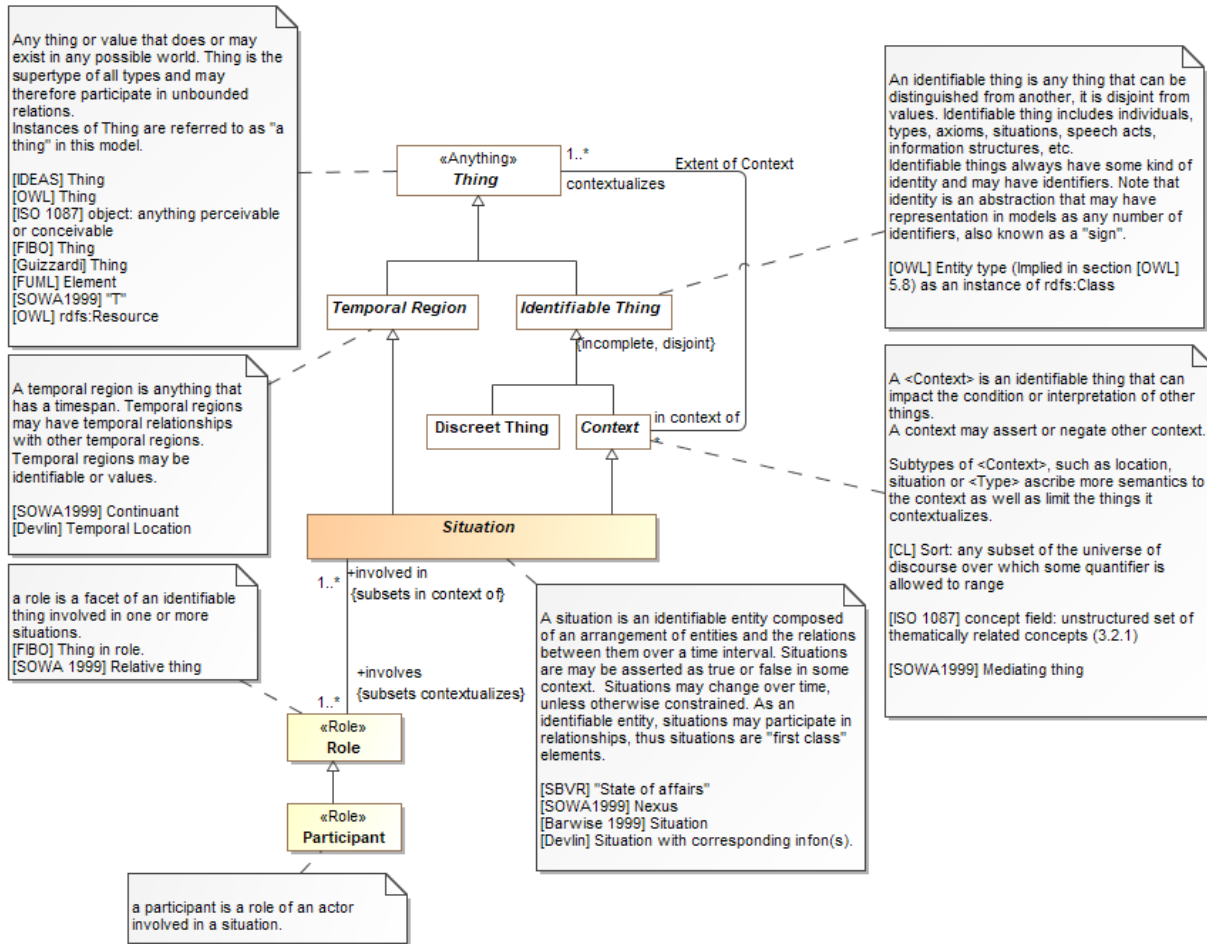 Any thing or value that does or may
exist in any possible world. Thing is the
supertype of all types and may
therefore participate in unbounded
relations.
Instances of Thing are referred to as "a
thing" in this model.
[IDEAS] Thing
[OWL] Thing
[ISO 1087] object: anything perceivable
or conceivable
[FIBO] Thing
[Guizzardi] Thing
[FUML] Element
[SOWA1999] "T"
[OWL] rdfs:Resource
«Anything»
Thing
1..*
contextualizes
Extent of Context
An identifiable thing is any thing that can be
distinguished from another, it is disjoint from
values. Identifiable thing includes individuals,
types, axioms, situations, speech acts,
information structures, etc.
Identifiable things always have some kind of
identity and may have identifiers. Note that
identity is an abstraction that may have
representation in models as any number of
identifiers, also known as a "sign".
[OWL] Entity type (Implied in section [OWL]
5.8) as an instance of rdfs:Class
Temporal Region
Identifiable Thing
{incomplete, disjoint}
A temporal region is anything that
has a timespan. Temporal regions
may have temporal relationships
with other temporal regions.
Temporal regions may be
identifiable or values.
[SOWA1999] Continuant
[Devlin] Temporal Location
Discreet Thing
Context
in context of
*
A <Context> is an identifiable thing that can
impact the condition or interpretation of other
things.
A context may assert or negate other context.
Subtypes of <Context>, such as location,
situation or <Type> ascribe more semantics to
the context as well as limit the things it
contextualizes.
[CL] Sort: any subset of the universe of
discourse over which some quantifier is
allowed to range
[ISO 1087] concept field: unstructured set of
thematically related concepts (3.2.1)
[SOWA1999] Mediating thing
Situation
1..*
+involved in
{subsets in context of}
a role is a facet of an identifiable
thing involved in one or more
situations.
[FIBO] Thing in role.
[SOWA 1999] Relative thing
+involves
{subsets contextualizes}
1..*
A situation is an identifiable entity composed
of an arrangement of entities and the relations
between them over a time interval. Situations
are may be asserted as true or false in some
context.  Situations may change over time,
unless otherwise constrained. As an
identifiable entity, situations may participate in
relationships, thus situations are "first class"
elements.
[SBVR] "State of affairs"
[SOWA1999] Nexus
[Barwise 1999] Situation
[Devlin] Situation with corresponding infon(s).
«Role»
Role
«Role»
Participant
a participant is a role of an actor
involved in a situation.